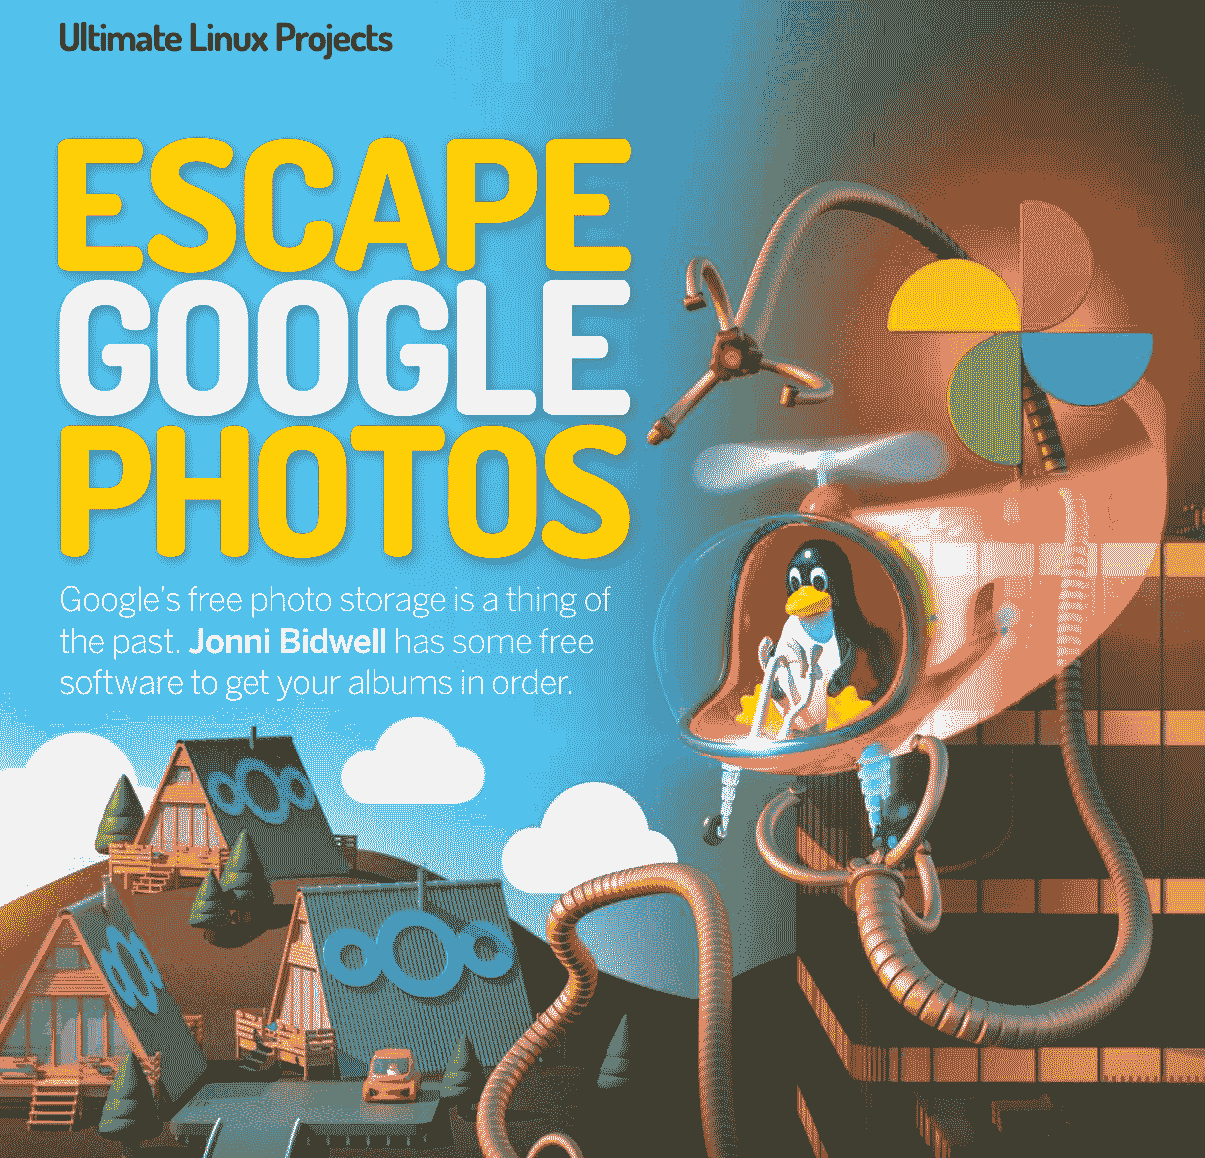 Ultimate Linux Projects
ESCAPE
GOOGLE
PHOTOS
Google's free photo storage is a thing of
the past. Jonni Bidwell has some free
software to get your albums in order.